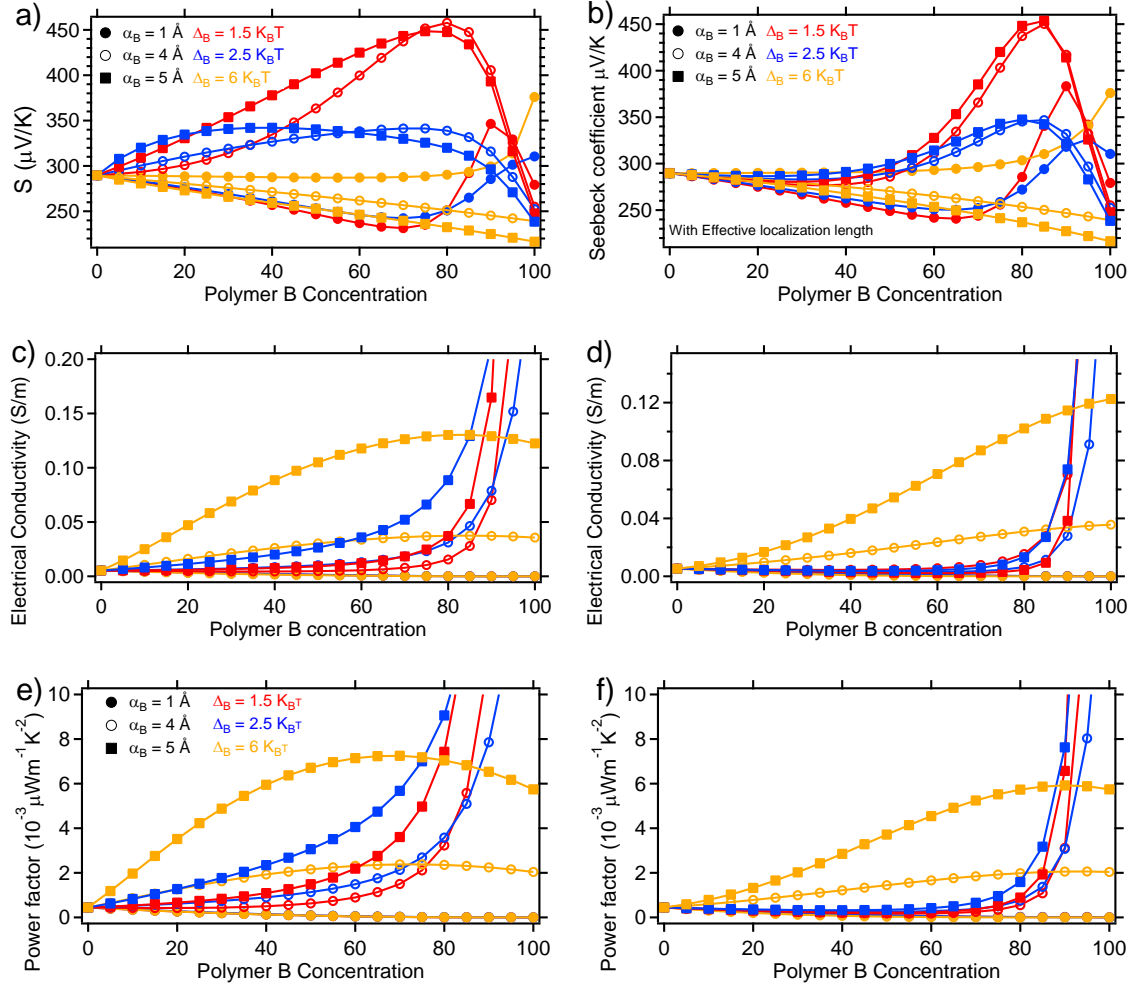 a)
S (µV/K)
450
400
350
300
250
0
20
40
60
80
100
Polymer B Concentration
α_B = 1 Å Δ_B = 1.5 K_BT
α_B = 4 Å Δ_B = 2.5 K_BT
α_B = 5 Å Δ_B = 6 K_BT
b)
Seebeck coefficient µV/K
450
400
350
300
250
0
20
40
60
80
100
Polymer B Concentration
α_B = 1 Å Δ_B = 1.5 K_BT
α_B = 4 Å Δ_B = 2.5 K_BT
α_B = 5 Å Δ_B = 6 K_BT
With Effective localization length
c)
Electrical Conductivity (S/m)
0.20
0.15
0.10
0.05
0.00
0
20
40
60
80
100
Polymer B concentration
d)
Electrical Conductivity (S/m)
0.12
0.08
0.04
0.00
0
20
40
60
80
100
Polymer B concentration
e)
Power factor (10⁻³ µWm⁻¹K⁻²)
10
8
6
4
2
0
0
20
40
60
80
100
Polymer B Concentration
α_B = 1 Å Δ_B = 1.5 K_BT
α_B = 4 Å Δ_B = 2.5 K_BT
α_B = 5 Å Δ_B = 6 K_BT
f)
Power factor (10⁻³ µWm⁻¹K⁻²)
10
8
6
4
2
0
0
20
40
60
80
100
Polymer B Concentration